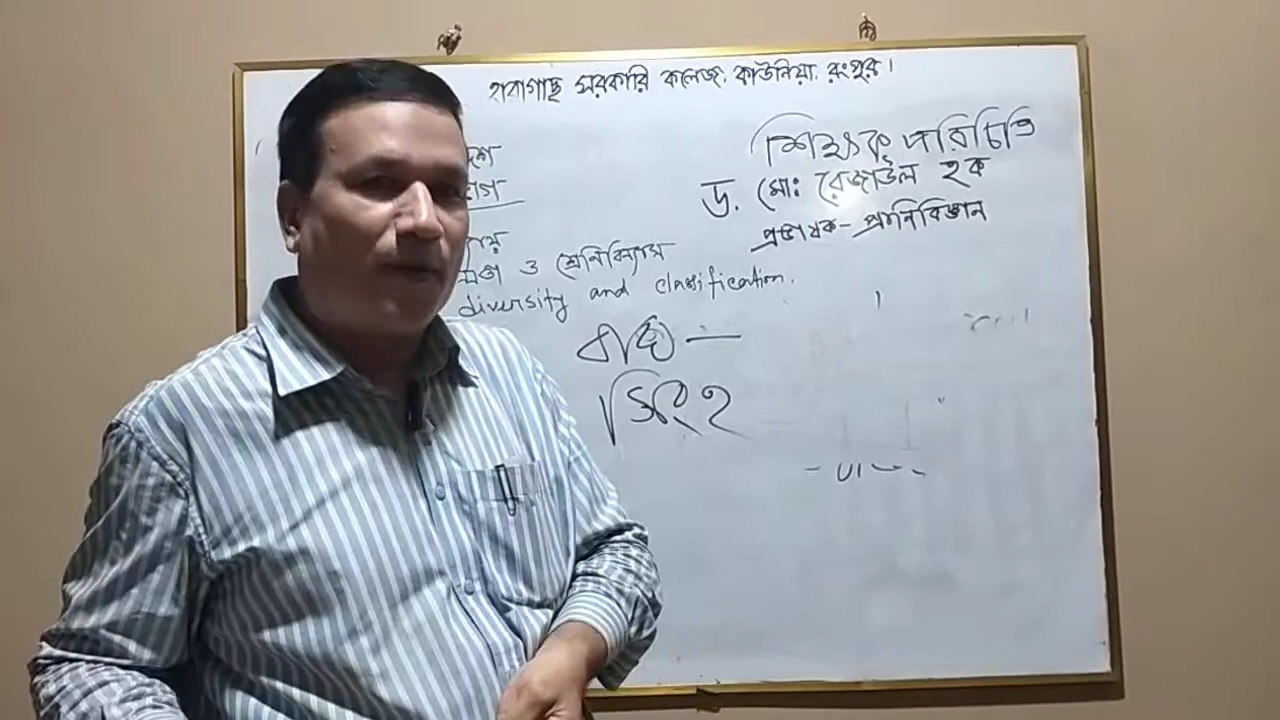 হারাগাছ সরকারি কলেজ, কাউনিয়া, রংপুর।
শিক্ষক পরিচিতি
ড. মোঃ রেজাউল হক
প্রভাষক - প্রাণিবিজ্ঞান
ও শ্রেনিবিন্যাস
diversity and classification.
বাঘ —
সিংহ